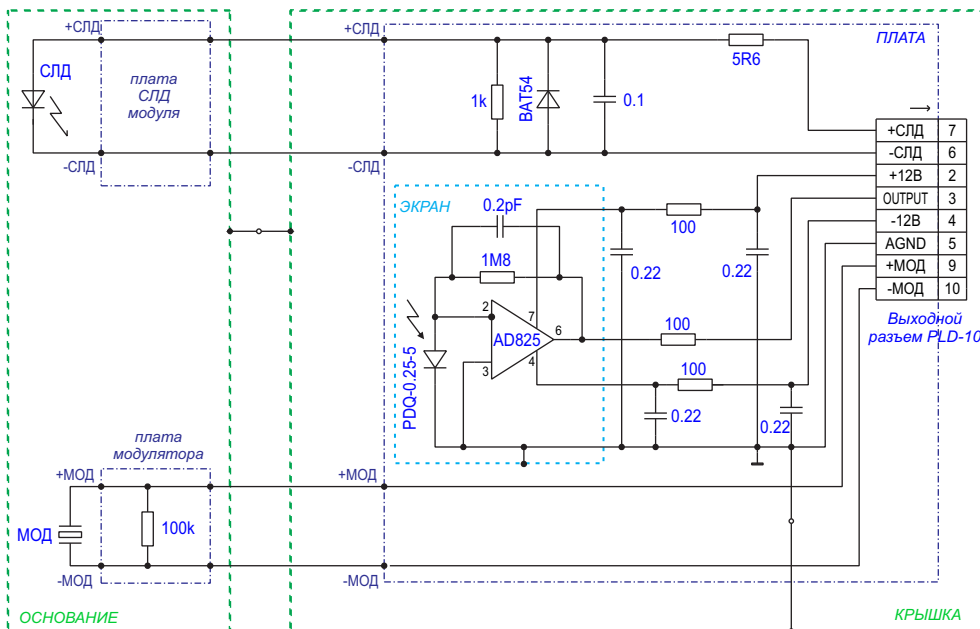 +СЛД
+СЛД
ПЛАТА
СЛД
плата
СЛД
модуля
1k
BAT54
0.1
5R6
-СЛД
-СЛД
+СЛД 7
-СЛД 6
+12В 2
OUTPUT 3
-12В 4
AGND 5
+МОД 9
-МОД 10
Выходной
разъем PLD-10
ЭКРАН
0.2pF
1M8
100
0.22
0.22
2
7
AD825
6
4
3
PDQ-0.25-5
100
100
0.22
0.22
плата
модулятора
+МОД
+МОД
МОД
100k
-МОД
-МОД
ОСНОВАНИЕ
КРЫШКА